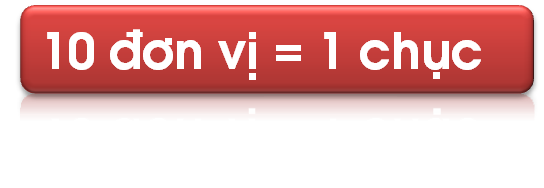 10 đơn vị = 1 chục